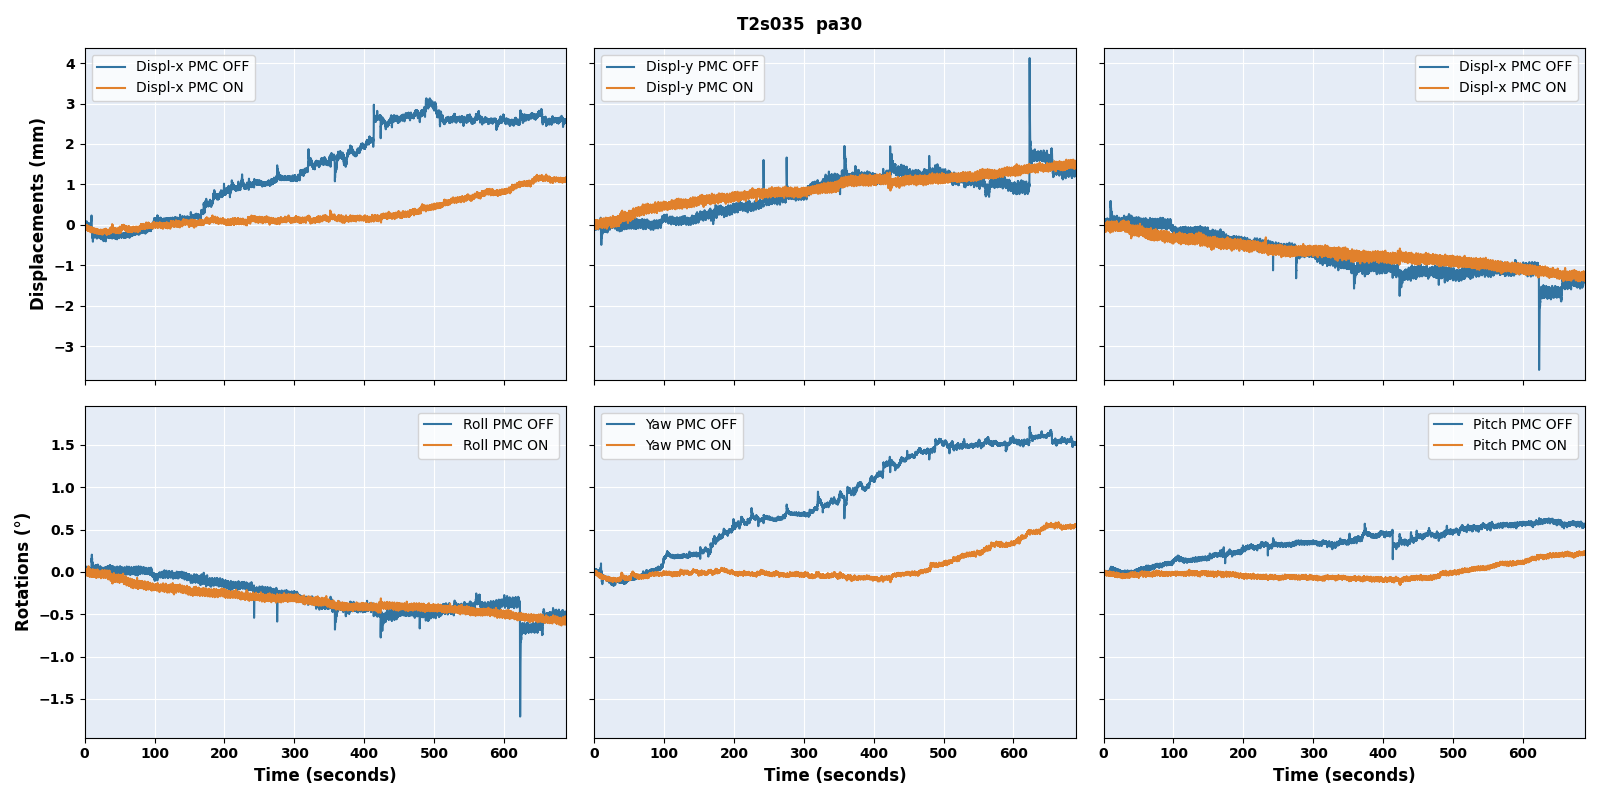 T2s035  pa30
Displacements (mm)
4
3
2
1
0
−1
−2
−3
Displ-x PMC OFF
Displ-x PMC ON
Displ-y PMC OFF
Displ-y PMC ON
Displ-x PMC OFF
Displ-x PMC ON
Rotations (°)
1.5
1.0
0.5
0.0
−0.5
−1.0
−1.5
Roll PMC OFF
Roll PMC ON
Yaw PMC OFF
Yaw PMC ON
Pitch PMC OFF
Pitch PMC ON
0 100 200 300 400 500 600
0 100 200 300 400 500 600
0 100 200 300 400 500 600
Time (seconds)
Time (seconds)
Time (seconds)